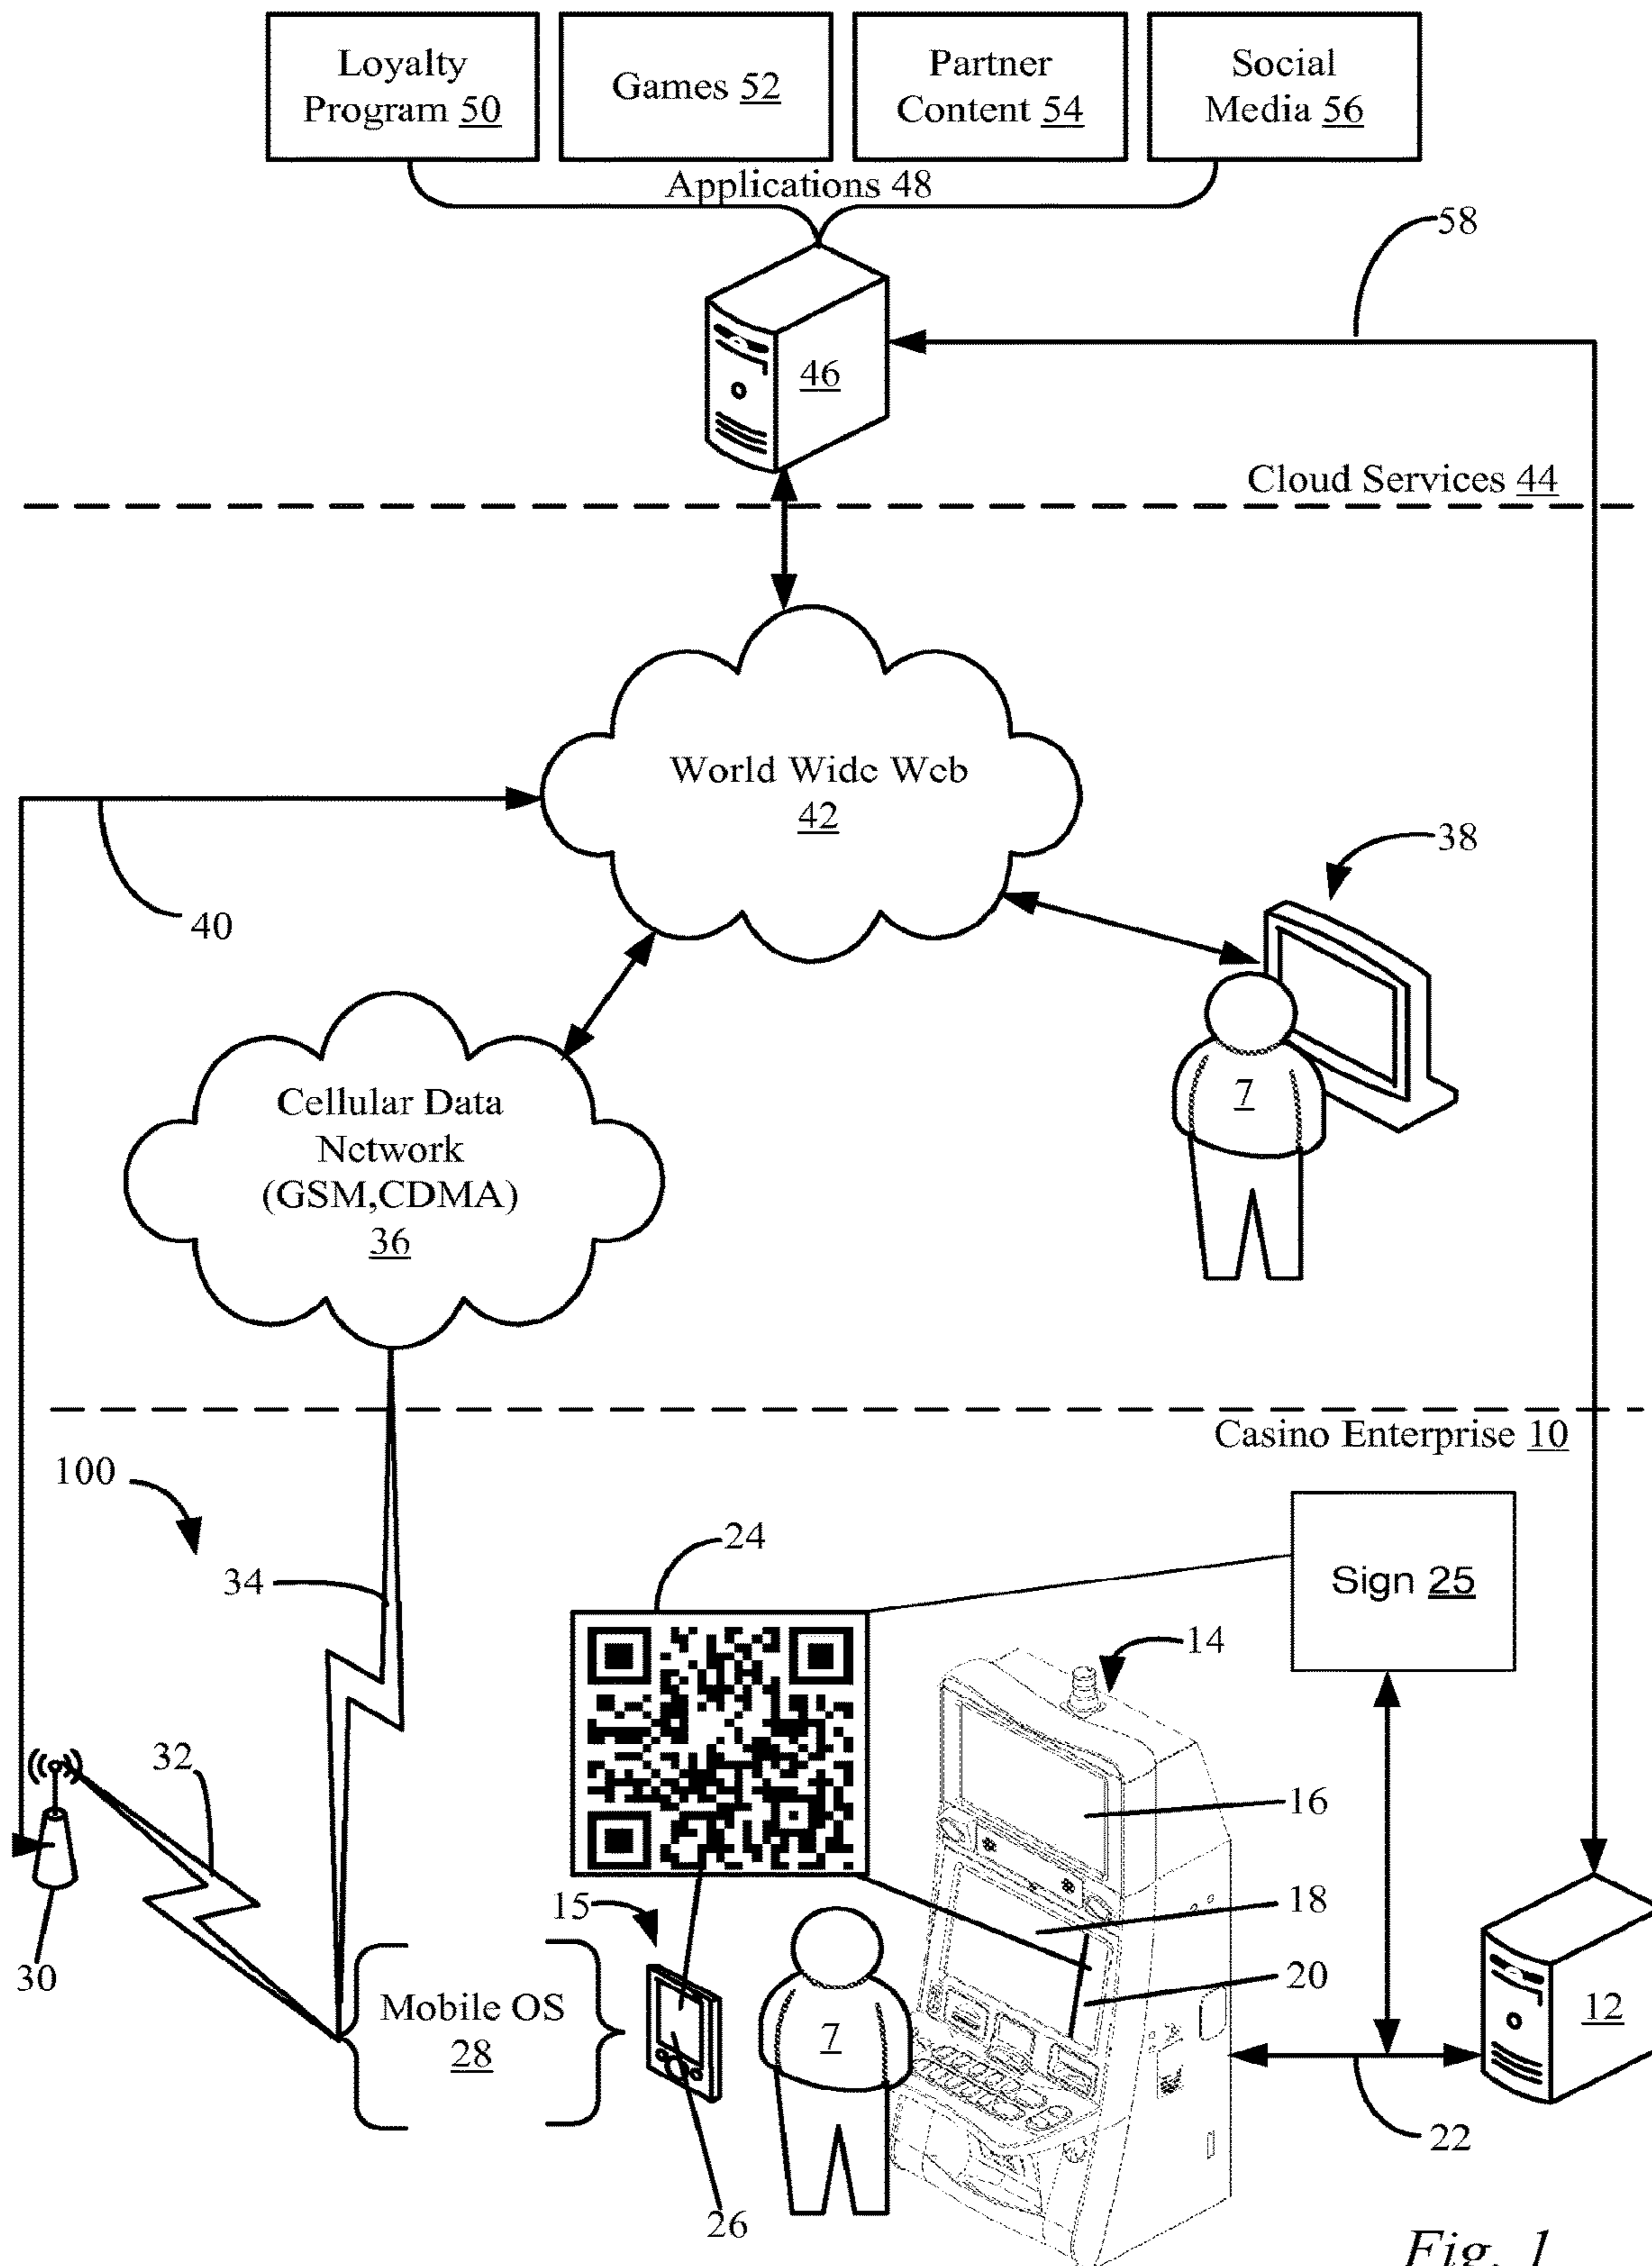 Loyalty
Program 50
Games 52
Partner
Content 54
Social
Media 56
Applications 48
58
46
Cloud Services 44
World Wide Web
42
40
38
7
Cellular Data
Network
(GSM,CDMA)
36
Casino Enterprise 10
100
34
24
Sign 25
14
32
16
15
18
30
Mobile OS
28
20
7
12
22
26
Fig. 1